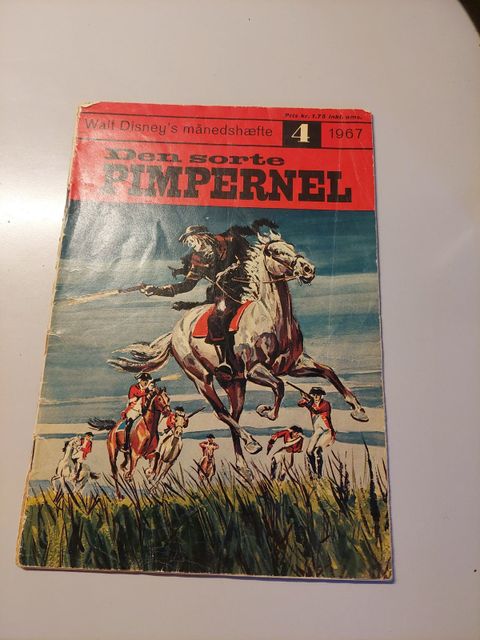 Pris kr. 1.75 inkl. oms.
Walt Disney's månedshæfte 4 1967
Den sorte
PIMPERNEL